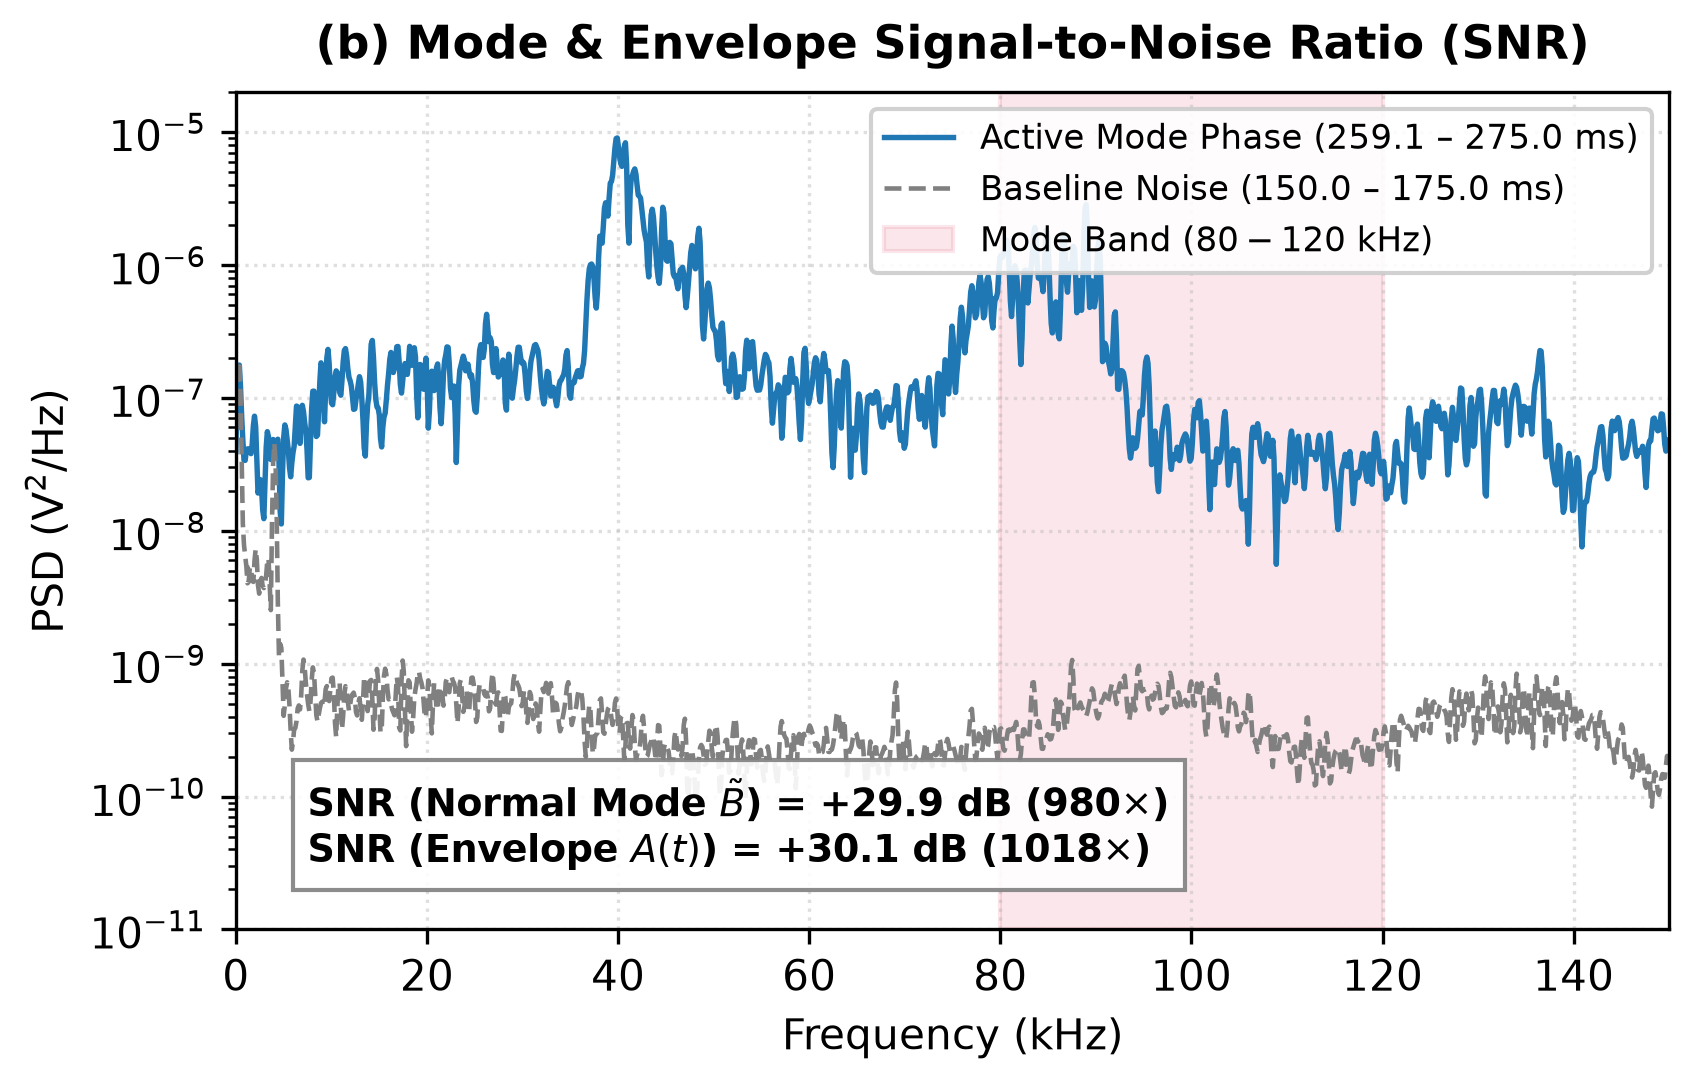 (b) Mode & Envelope Signal-to-Noise Ratio (SNR)
Active Mode Phase (259.1 – 275.0 ms)
Baseline Noise (150.0 – 175.0 ms)
Mode Band (80 − 120 kHz)
PSD (V²/Hz)
10⁻⁵
10⁻⁶
10⁻⁷
10⁻⁸
10⁻⁹
10⁻¹⁰
10⁻¹¹
SNR (Normal Mode B̃) = +29.9 dB (980×)
SNR (Envelope A(t)) = +30.1 dB (1018×)
0 20 40 60 80 100 120 140
Frequency (kHz)